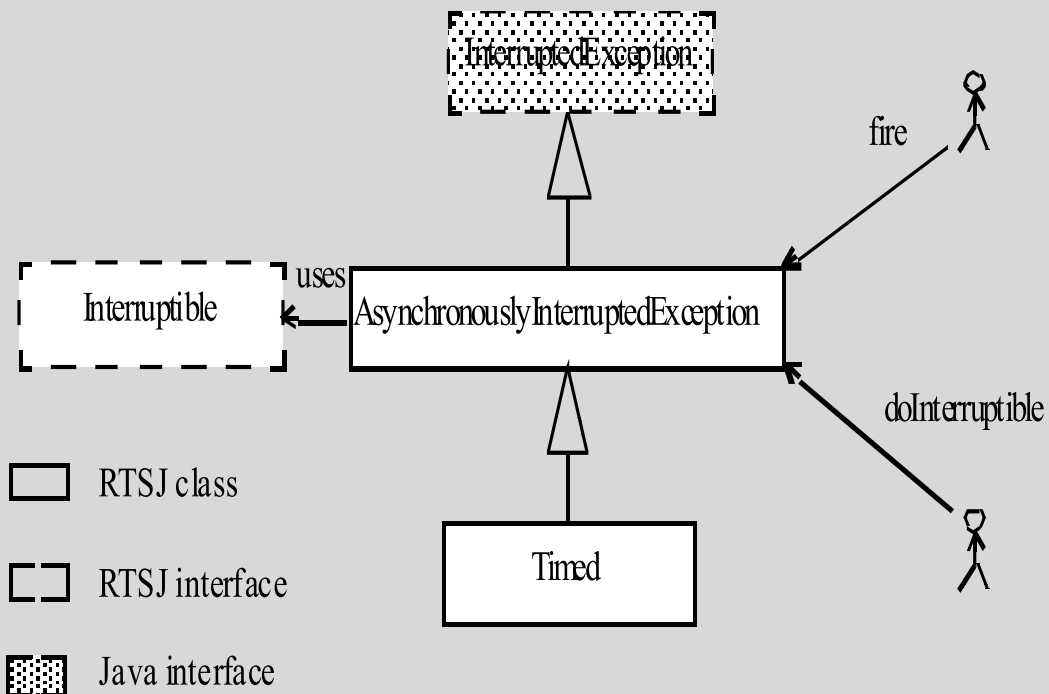 InterruptedException
fire
uses
Interruptible
AsynchronouslyInterruptedException
doInterruptible
RTSJ class
Timed
RTSJ interface
Java interface